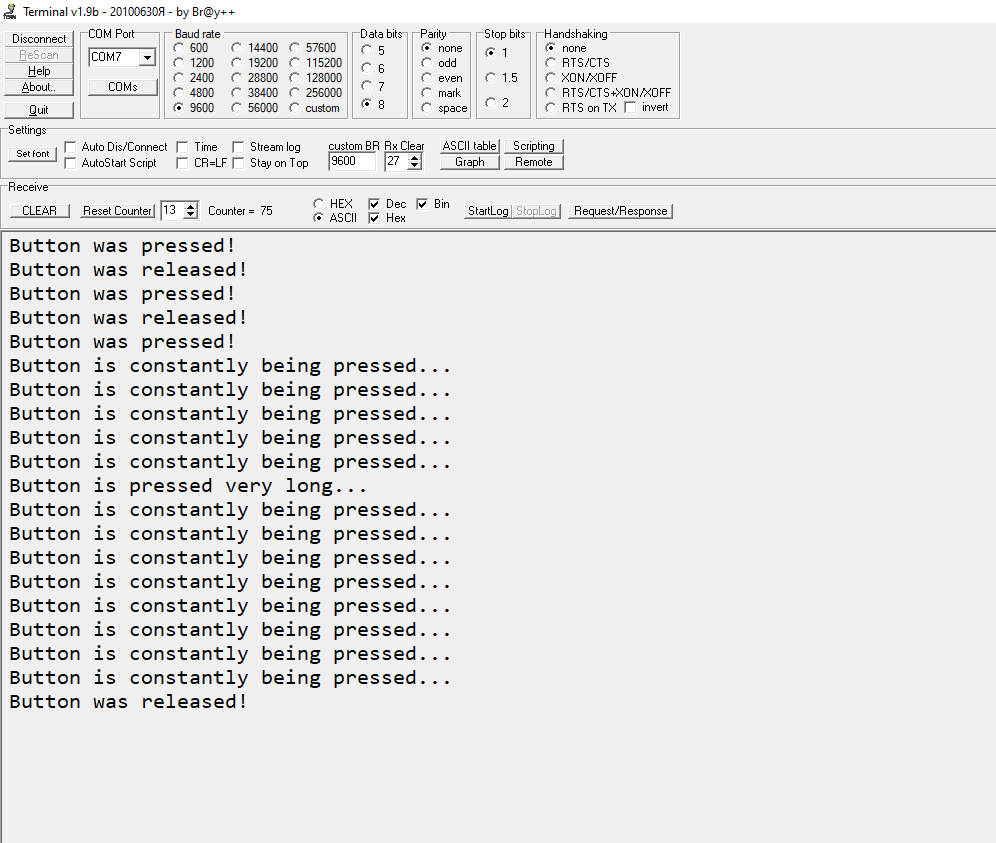 Terminal v1.9b - 20100630Я - by Br@y++
Disconnect
ReScan
Help
About..
Quit
COM Port
COM7
COMs
Baud rate
600 14400 57600
1200 19200 115200
2400 28800 128000
4800 38400 256000
9600 56000 custom
Data bits
5
6
7
8
Parity
none
odd
even
mark
space
Stop bits
1
1.5
2
Handshaking
none
RTS/CTS
XON/XOFF
RTS/CTS+XON/XOFF
RTS on TX invert
Settings
Set font
Auto Dis/Connect Time Stream log
AutoStart Script CR=LF Stay on Top
custom BR Rx Clear
9600 27
ASCII table Scripting
Graph Remote
Receive
CLEAR Reset Counter 13 Counter = 75
HEX Dec Bin
ASCII Hex
StartLog StopLog Request/Response
Button was pressed!
Button was released!
Button was pressed!
Button was released!
Button was pressed!
Button is constantly being pressed...
Button is constantly being pressed...
Button is constantly being pressed...
Button is constantly being pressed...
Button is constantly being pressed...
Button is pressed very long...
Button is constantly being pressed...
Button is constantly being pressed...
Button is constantly being pressed...
Button is constantly being pressed...
Button is constantly being pressed...
Button is constantly being pressed...
Button is constantly being pressed...
Button is constantly being pressed...
Button was released!